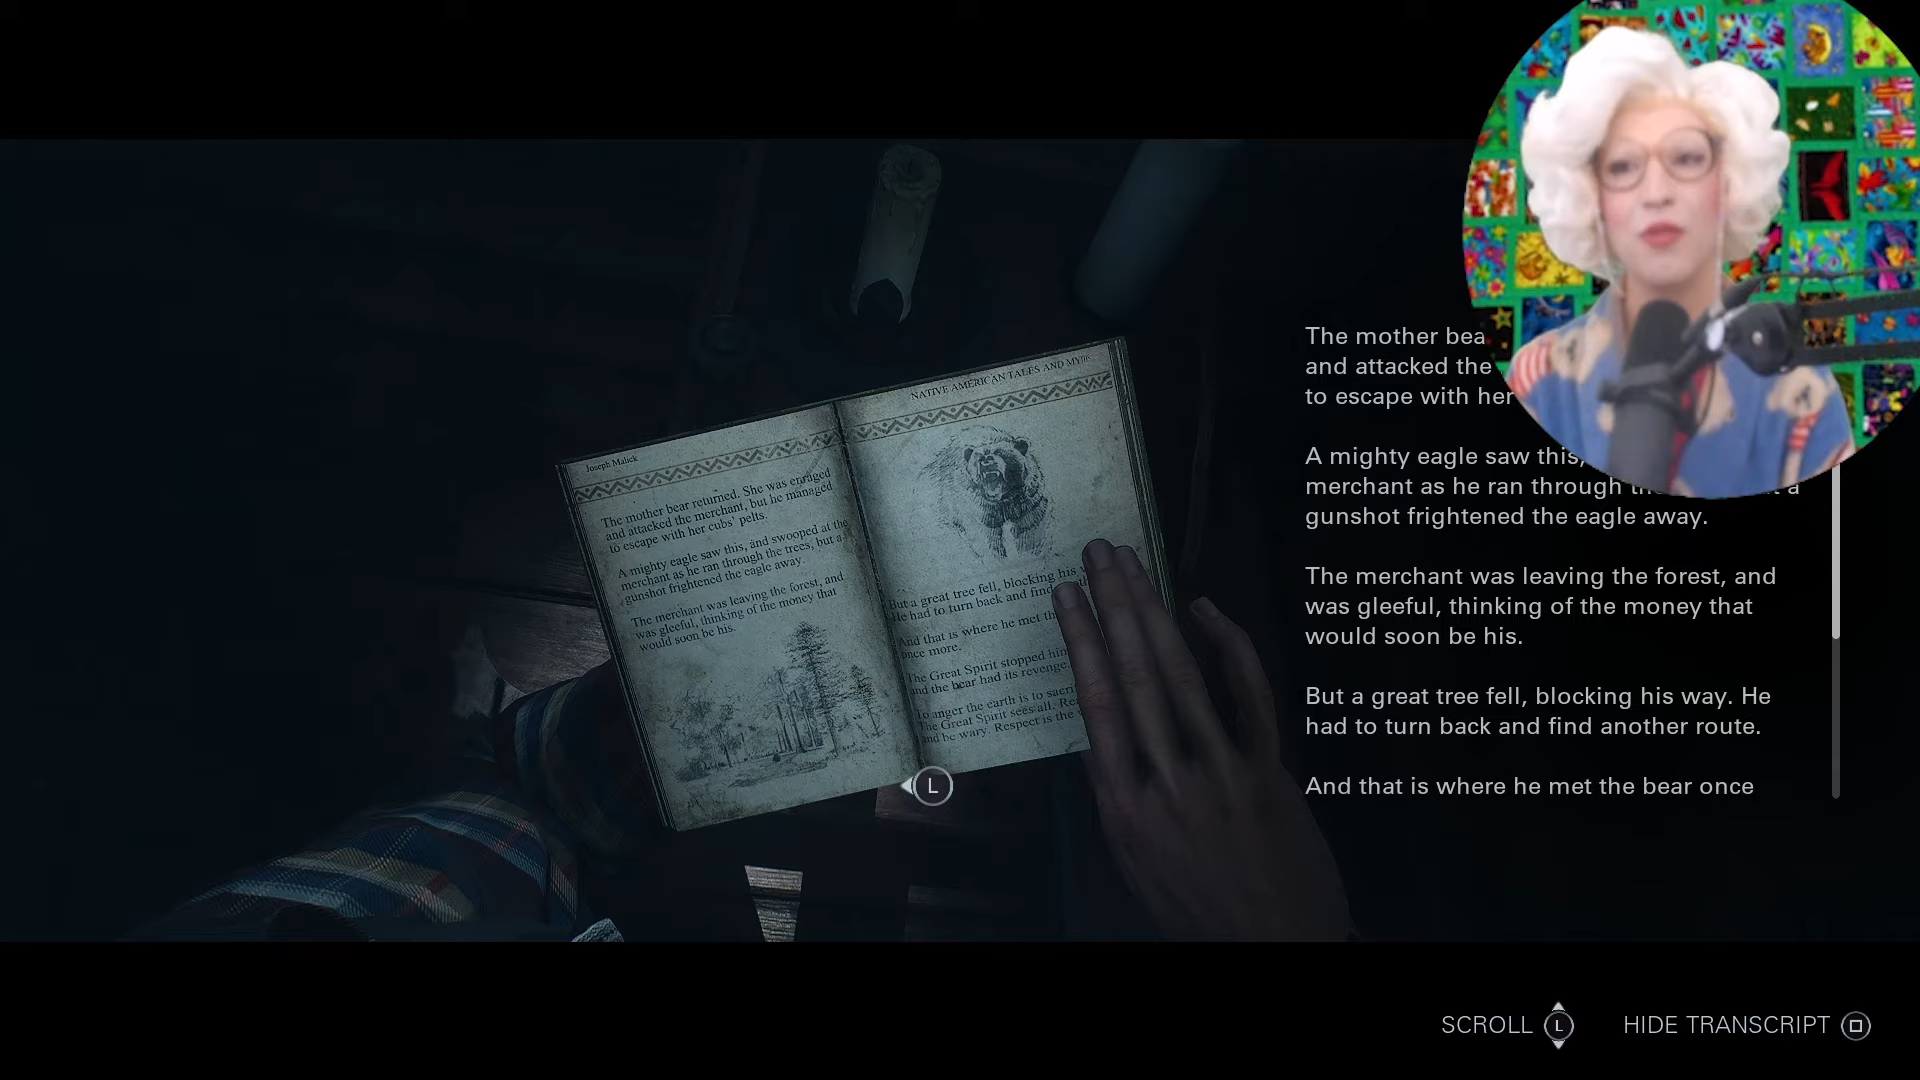 Joseph Malick
The mother bear returned. She was enraged
and attacked the merchant, but he managed
to escape with her cubs' pelts.
A mighty eagle saw this, and swooped at the
merchant as he ran through the trees, but a
gunshot frightened the eagle away.
The merchant was leaving the forest, and
was gleeful, thinking of the money that
would soon be his.
NATIVE AMERICAN TALES AND MYTHS
But a great tree fell, blocking his
He had to turn back and find
And that is where he met
once more.
The Great Spirit stopped
and the bear had its revenge.
To anger the earth is to
The Great Spirit sees all.
and be wary. Respect is the
L
The mother bea
and attacked the
to escape with her
A mighty eagle saw this,
merchant as he ran through
gunshot frightened the eagle away.
The merchant was leaving the forest, and
was gleeful, thinking of the money that
would soon be his.
But a great tree fell, blocking his way. He
had to turn back and find another route.
And that is where he met the bear once
SCROLL L HIDE TRANSCRIPT